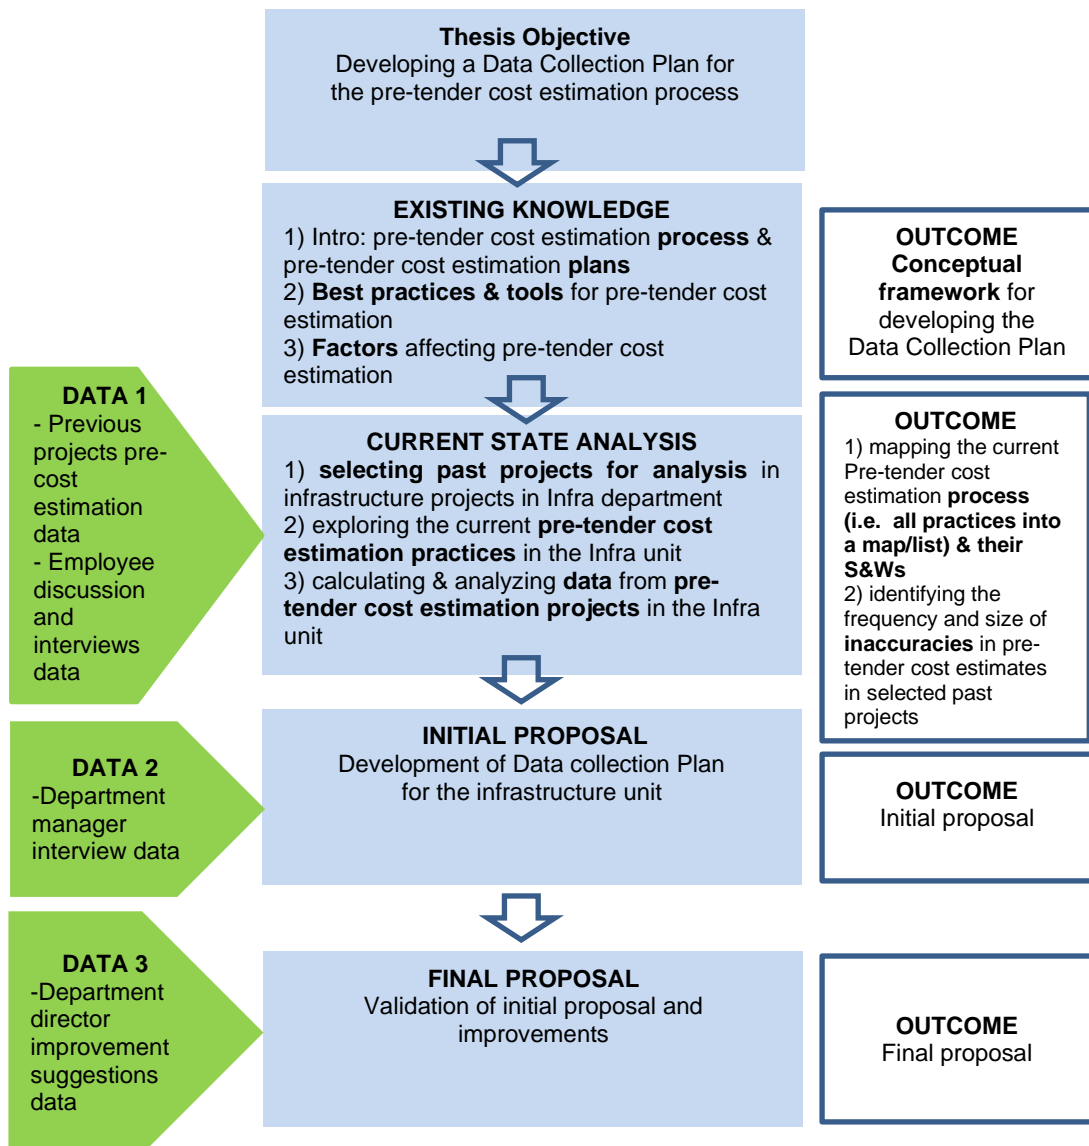 Thesis Objective
Developing a Data Collection Plan for
the pre-tender cost estimation process
EXISTING KNOWLEDGE
1) Intro: pre-tender cost estimation process &
pre-tender cost estimation plans
2) Best practices & tools for pre-tender cost
estimation
3) Factors affecting pre-tender cost
estimation
OUTCOME
Conceptual
framework for
developing the
Data Collection Plan
DATA 1
- Previous
projects pre-
cost
estimation
data
- Employee
discussion
and
interviews
data
CURRENT STATE ANALYSIS
1) selecting past projects for analysis in
infrastructure projects in Infra department
2) exploring the current pre-tender cost
estimation practices in the Infra unit
3) calculating & analyzing data from pre-
tender cost estimation projects in the Infra
unit
OUTCOME
1) mapping the current
Pre-tender cost
estimation process
(i.e. all practices into
a map/list) & their
S&Ws
2) identifying the
frequency and size of
inaccuracies in pre-
tender cost estimates
in selected past
projects
DATA 2
-Department
manager
interview data
INITIAL PROPOSAL
Development of Data collection Plan
for the infrastructure unit
OUTCOME
Initial proposal
DATA 3
-Department
director
improvement
suggestions
data
FINAL PROPOSAL
Validation of initial proposal and
improvements
OUTCOME
Final proposal